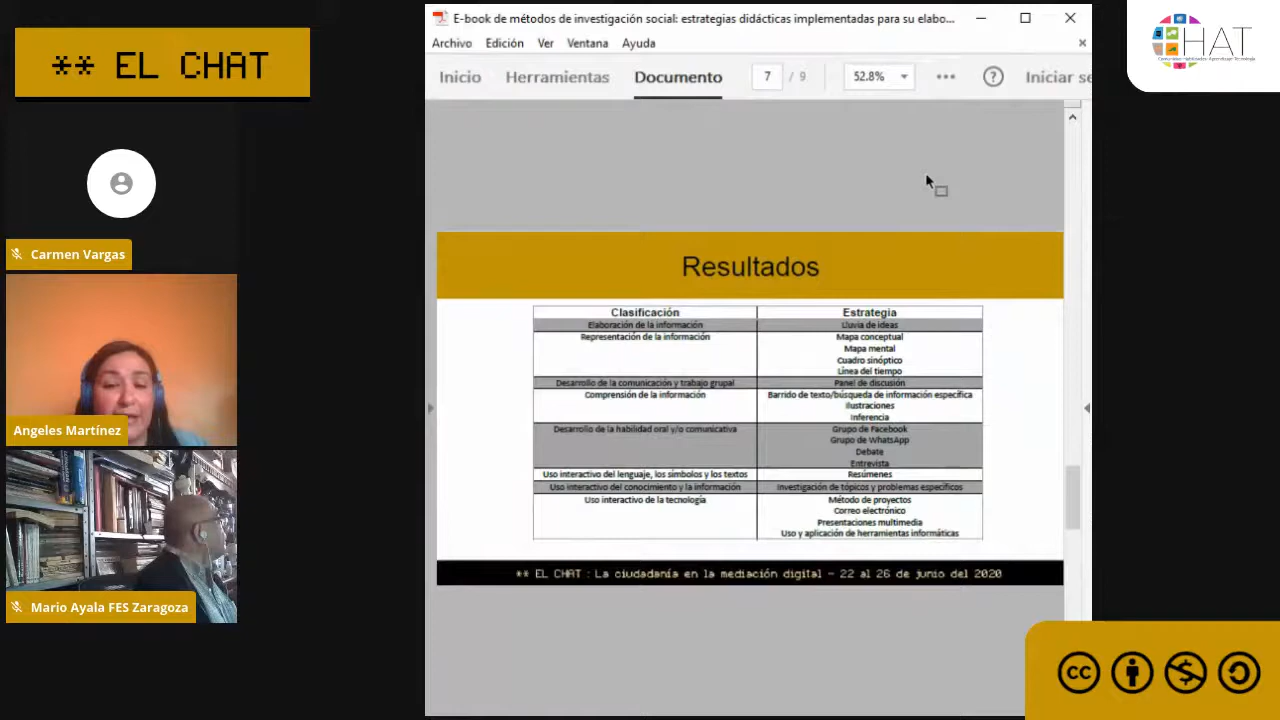 ** EL CHAT
Carmen Vargas
Angeles Martínez
Mario Ayala FES Zaragoza
E-book de métodos de investigación social: estrategias didácticas implementadas para su elabo...
Archivo Edición Ver Ventana Ayuda
Inicio Herramientas Documento 7 / 9 52.8% Iniciar se
Resultados
Clasificación Estrategia
Elaboración de la información Lluvia de ideas
Representación de la información Mapa conceptual
Mapa mental
Cuadro sinóptico
Línea del tiempo
Desarrollo de la comunicación y trabajo grupal Panel de discusión
Comprensión de la información Barrido de texto/búsqueda de información específica
Ilustraciones
Inferencia
Desarrollo de la habilidad oral y/o comunicativa Grupo de Facebook
Grupo de WhatsApp
Debate
Entrevista
Uso interactivo del lenguaje, los símbolos y los textos Resúmenes
Uso interactivo del conocimiento y la información Investigación de tópicos y problemas específicos
Uso interactivo de la tecnología Método de proyectos
Correo electrónico
Presentaciones multimedia
Uso y aplicación de herramientas informáticas
** EL CHAT : La ciudadanía en la mediación digital – 22 al 26 de junio del 2020
CHAT
cc